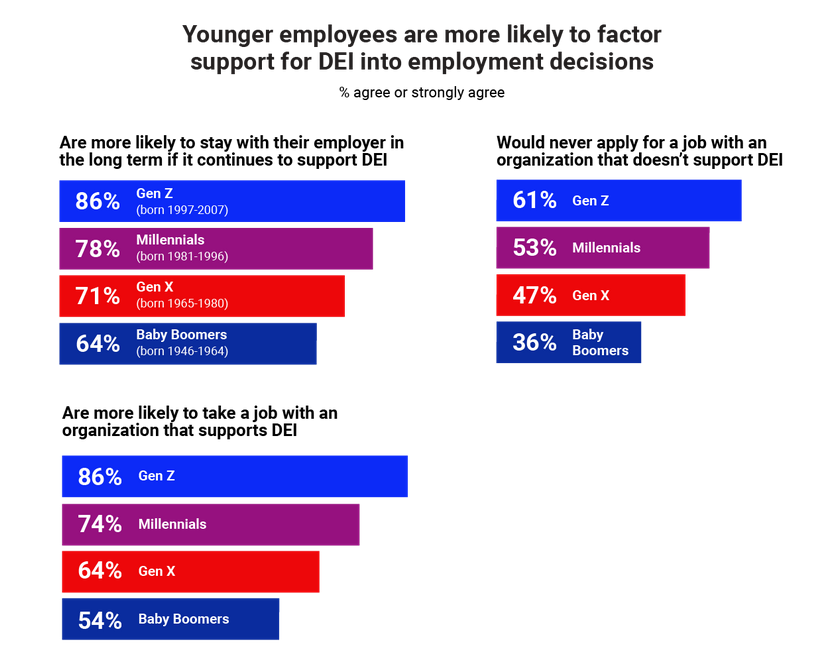 Younger employees are more likely to factor
support for DEI into employment decisions
% agree or strongly agree
Are more likely to stay with their employer in
the long term if it continues to support DEI
86% Gen Z
(born 1997-2007)
78% Millennials
(born 1981-1996)
71% Gen X
(born 1965-1980)
64% Baby Boomers
(born 1946-1964)
Would never apply for a job with an
organization that doesn't support DEI
61% Gen Z
53% Millennials
47% Gen X
36% Baby
Boomers
Are more likely to take a job with an
organization that supports DEI
86% Gen Z
74% Millennials
64% Gen X
54% Baby Boomers